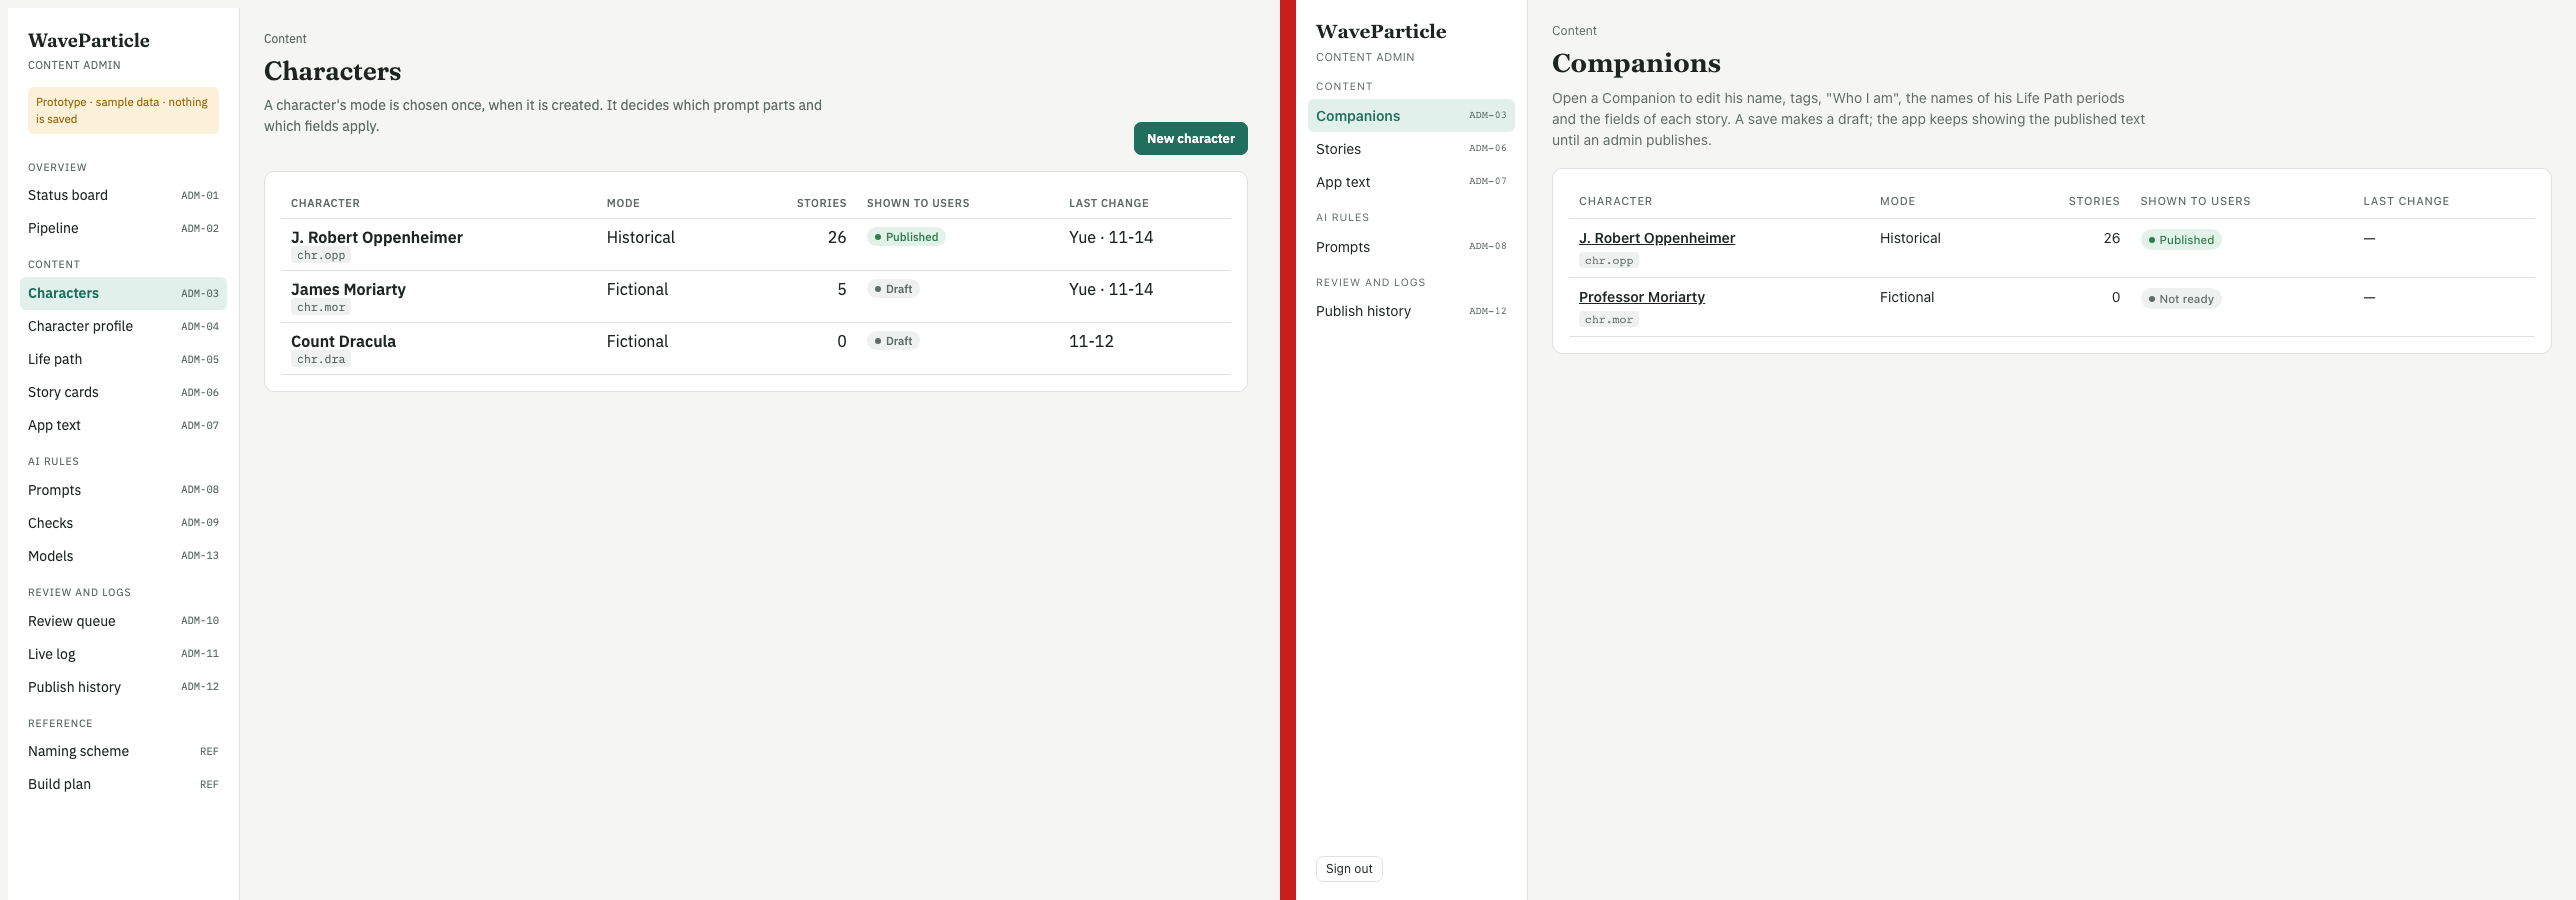 WaveParticle
CONTENT ADMIN
Prototype · sample data · nothing
is saved
OVERVIEW
Status board ADM-01
Pipeline ADM-02
CONTENT
Characters ADM-03
Character profile ADM-04
Life path ADM-05
Story cards ADM-06
App text ADM-07
AI RULES
Prompts ADM-08
Checks ADM-09
Models ADM-13
REVIEW AND LOGS
Review queue ADM-10
Live log ADM-11
Publish history ADM-12
REFERENCE
Naming scheme REF
Build plan REF
Content
Characters
A character's mode is chosen once, when it is created. It decides which prompt parts and
which fields apply.
New character
CHARACTER MODE STORIES SHOWN TO USERS LAST CHANGE
J. Robert Oppenheimer Historical 26 Published Yue · 11-14
chr.opp
James Moriarty Fictional 5 Draft Yue · 11-14
chr.mor
Count Dracula Fictional 0 Draft 11-12
chr.dra
WaveParticle
CONTENT ADMIN
CONTENT
Companions ADM-03
Stories ADM-06
App text ADM-07
AI RULES
Prompts ADM-08
REVIEW AND LOGS
Publish history ADM-12
Sign out
Content
Companions
Open a Companion to edit his name, tags, "Who I am", the names of his Life Path periods
and the fields of each story. A save makes a draft; the app keeps showing the published text
until an admin publishes.
CHARACTER MODE STORIES SHOWN TO USERS LAST CHANGE
J. Robert Oppenheimer Historical 26 Published —
chr.opp
Professor Moriarty Fictional 0 Not ready —
chr.mor